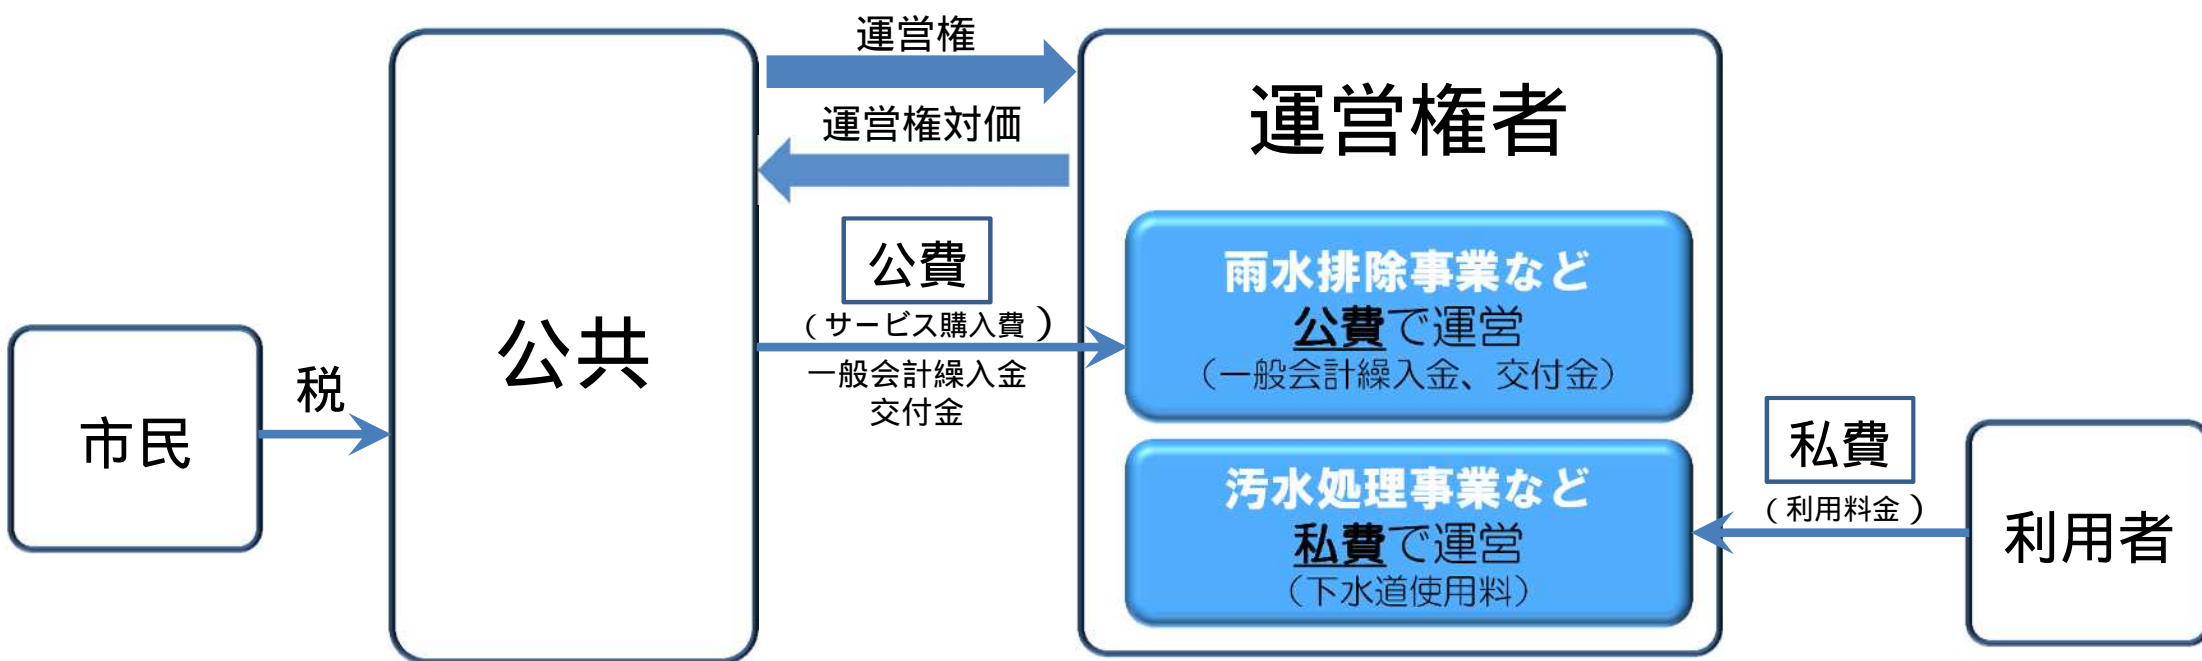 市民
税
公共
運営権
運営権対価
公費
（サービス購入費）
一般会計繰入金
交付金
運営権者
雨水排除事業など
公費で運営
（一般会計繰入金、交付金）
汚水処理事業など
私費で運営
（下水道使用料）
私費
（利用料金）
利用者